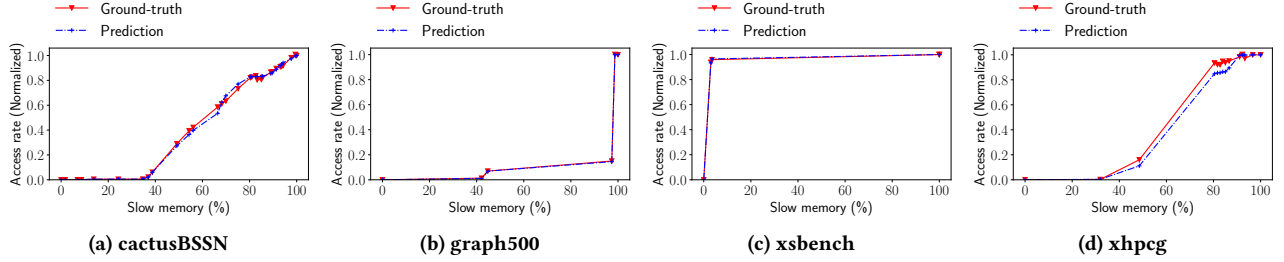 Ground-truth
Prediction
Access rate (Normalized)
1.0
0.8
0.6
0.4
0.2
0.0
0 20 40 60 80 100
Slow memory (%)
(a) cactusBSSN
Ground-truth
Prediction
Access rate (Normalized)
1.0
0.8
0.6
0.4
0.2
0.0
0 20 40 60 80 100
Slow memory (%)
(b) graph500
Ground-truth
Prediction
Access rate (Normalized)
1.0
0.8
0.6
0.4
0.2
0.0
0 20 40 60 80 100
Slow memory (%)
(c) xsbench
Ground-truth
Prediction
Access rate (Normalized)
1.0
0.8
0.6
0.4
0.2
0.0
0 20 40 60 80 100
Slow memory (%)
(d) xhpcg